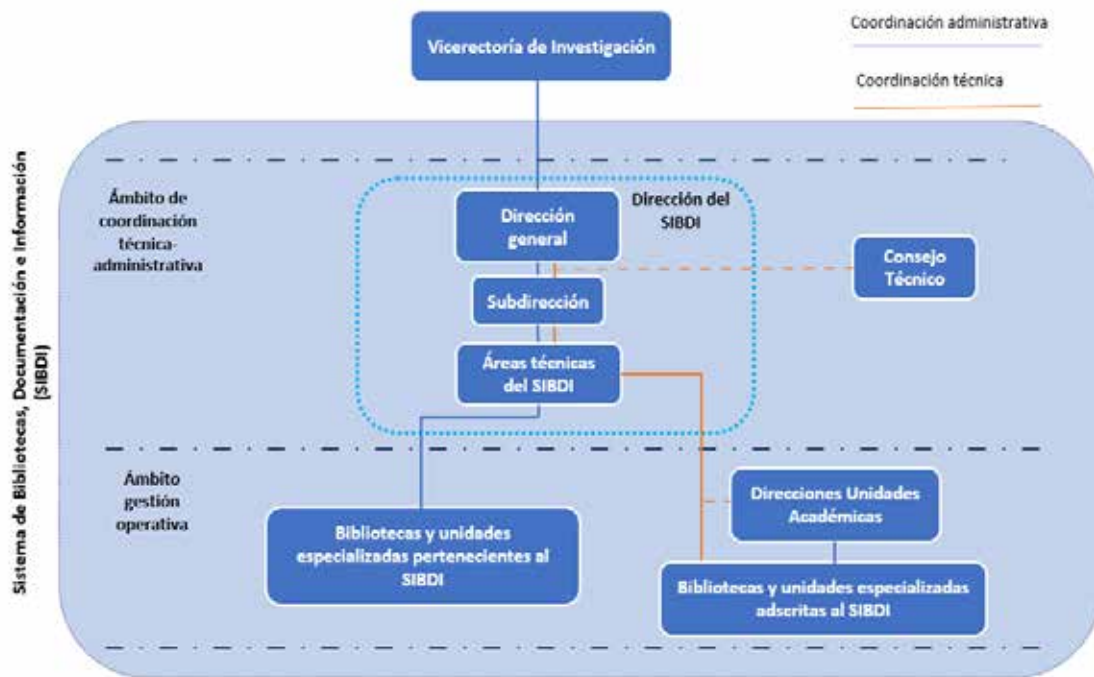 Coordinación administrativa
Vicerectoría de Investigación
Coordinación técnica
Sistema de Bibliotecas, Documentación e Información
(SIBDI)
Ámbito de
coordinación
técnica-
administrativa
Dirección
general
Dirección del
SIBDI
Consejo
Técnico
Subdirección
Áreas técnicas
del SIBDI
Ámbito
gestión
operativa
Direcciones Unidades
Académicas
Bibliotecas y unidades
especializadas pertenecientes al
SIBDI
Bibliotecas y unidades especializadas
adscritas al SIBDI